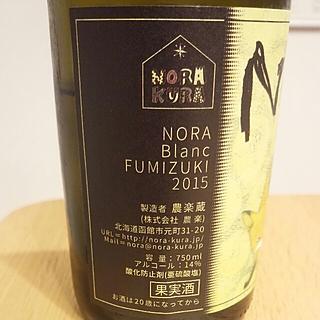 NORA
KURA
NORA
Blanc
FUMIZUKI
2015
製造者 農楽蔵
(株式会社 農楽)
北海道函館市元町31-20
URL=http://nora-kura.jp/
Mail=nora@nora-kura.jp
容量:750ml
アルコール:14%
酸化防止剤(亜硫酸塩)
果実酒
お酒は20歳になってから